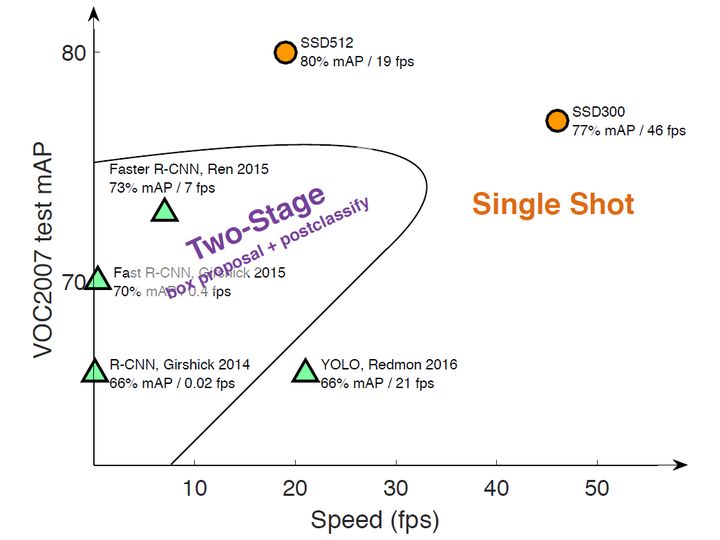 SSD512
80% mAP / 19 fps
SSD300
77% mAP / 46 fps
Faster R-CNN, Ren 2015
73% mAP / 7 fps
Single Shot
Two-Stage
box proposal + postclassify
Fast R-CNN, Girshick 2015
70% mAP / 0.4 fps
R-CNN, Girshick 2014
66% mAP / 0.02 fps
YOLO, Redmon 2016
66% mAP / 21 fps
80
70
VOC2007 test mAP
10 20 30 40 50
Speed (fps)